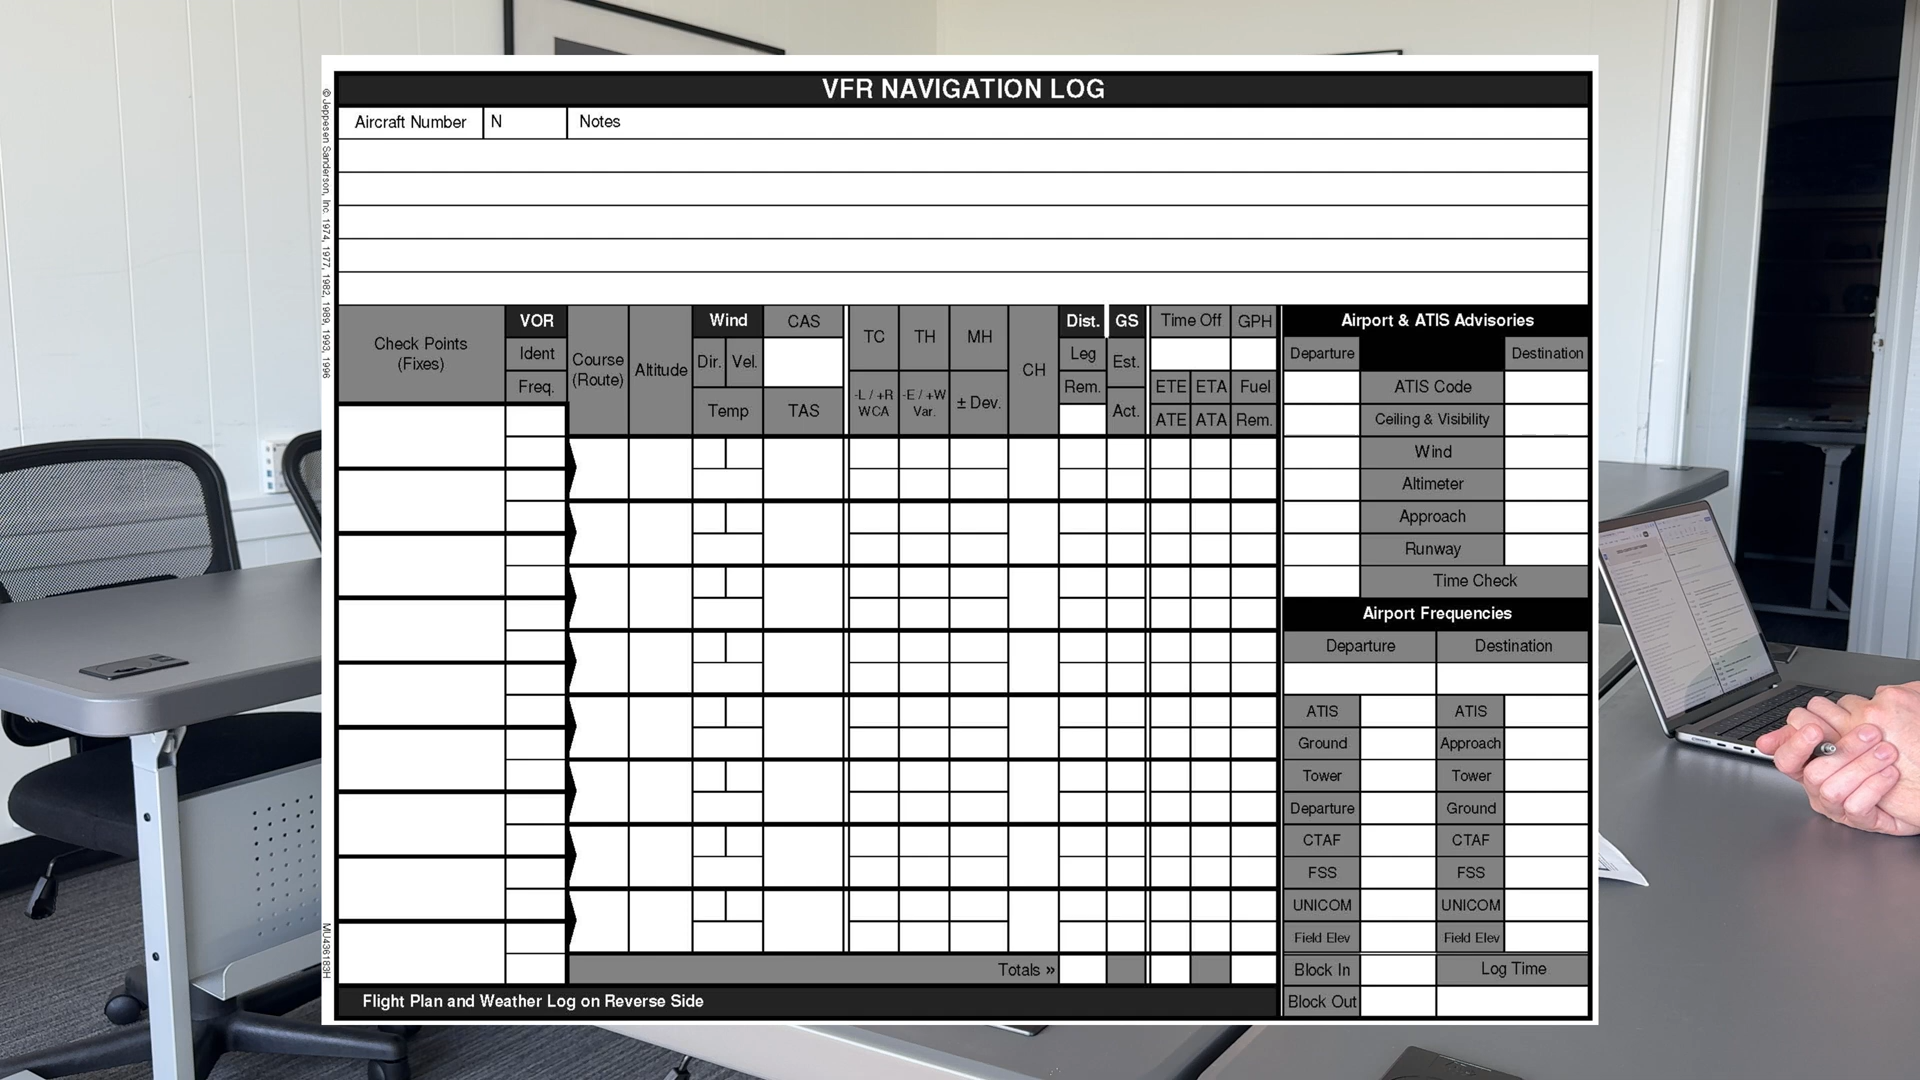 VFR NAVIGATION LOG
© Jeppesen Sanderson, Inc. 1974, 1977, 1982, 1989, 1993, 1996
Aircraft Number
N
Notes
Check Points
(Fixes)
VOR
Ident
Freq.
Course
(Route)
Altitude
Wind
Dir.
Vel.
Temp
CAS
TAS
TC
-L / +R
WCA
TH
-E / +W
Var.
MH
± Dev.
CH
Dist.
Leg
Rem.
GS
Est.
Act.
Time Off
GPH
ETE
ETA
Fuel
ATE
ATA
Rem.
Totals »
Flight Plan and Weather Log on Reverse Side
MU436183H
Airport & ATIS Advisories
Departure
Destination
ATIS Code
Ceiling & Visibility
Wind
Altimeter
Approach
Runway
Time Check
Airport Frequencies
Departure
Destination
ATIS
ATIS
Ground
Approach
Tower
Tower
Departure
Ground
CTAF
CTAF
FSS
FSS
UNICOM
UNICOM
Field Elev
Field Elev
Block In
Log Time
Block Out